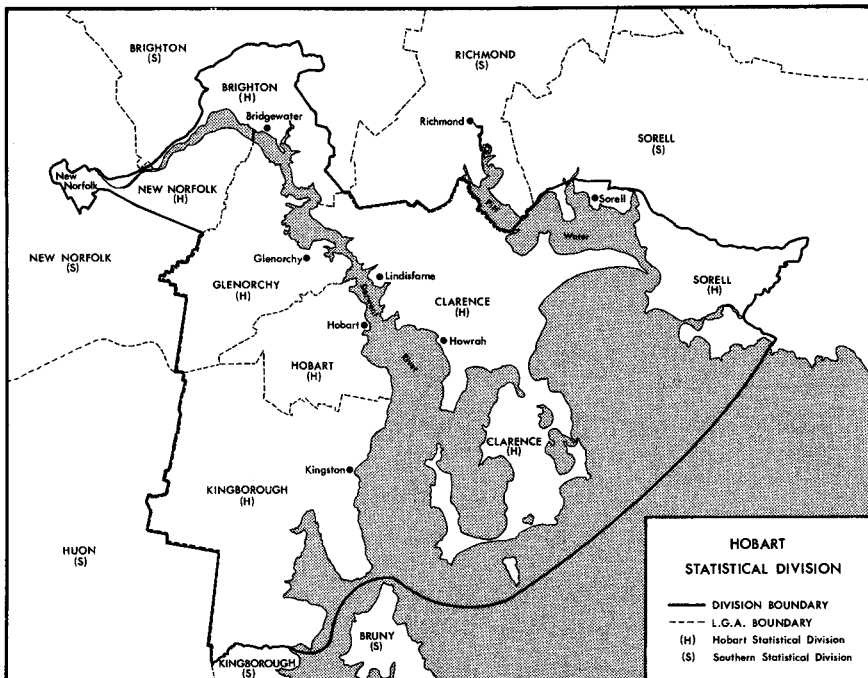 BRIGHTON
(S)
RICHMOND
(S)
BRIGHTON
(H)
Bridgewater
Richmond
SORELL
(S)
New
Norfolk
NEW NORFOLK
(H)
Sorell
Water
NEW NORFOLK
(S)
Glenorchy
GLENORCHY
(H)
Lindisfarne
CLARENCE
(H)
SORELL
(H)
Hobart
Howrah
River
HOBART
(H)
CLARENCE
(H)
Kingston
KINGBOROUGH
(H)
HUON
(S)
BRUNY
(S)
KINGBOROUGH
(S)
HOBART
STATISTICAL DIVISION
DIVISION BOUNDARY
L.G.A. BOUNDARY
(H) Hobart Statistical Division
(S) Southern Statistical Division